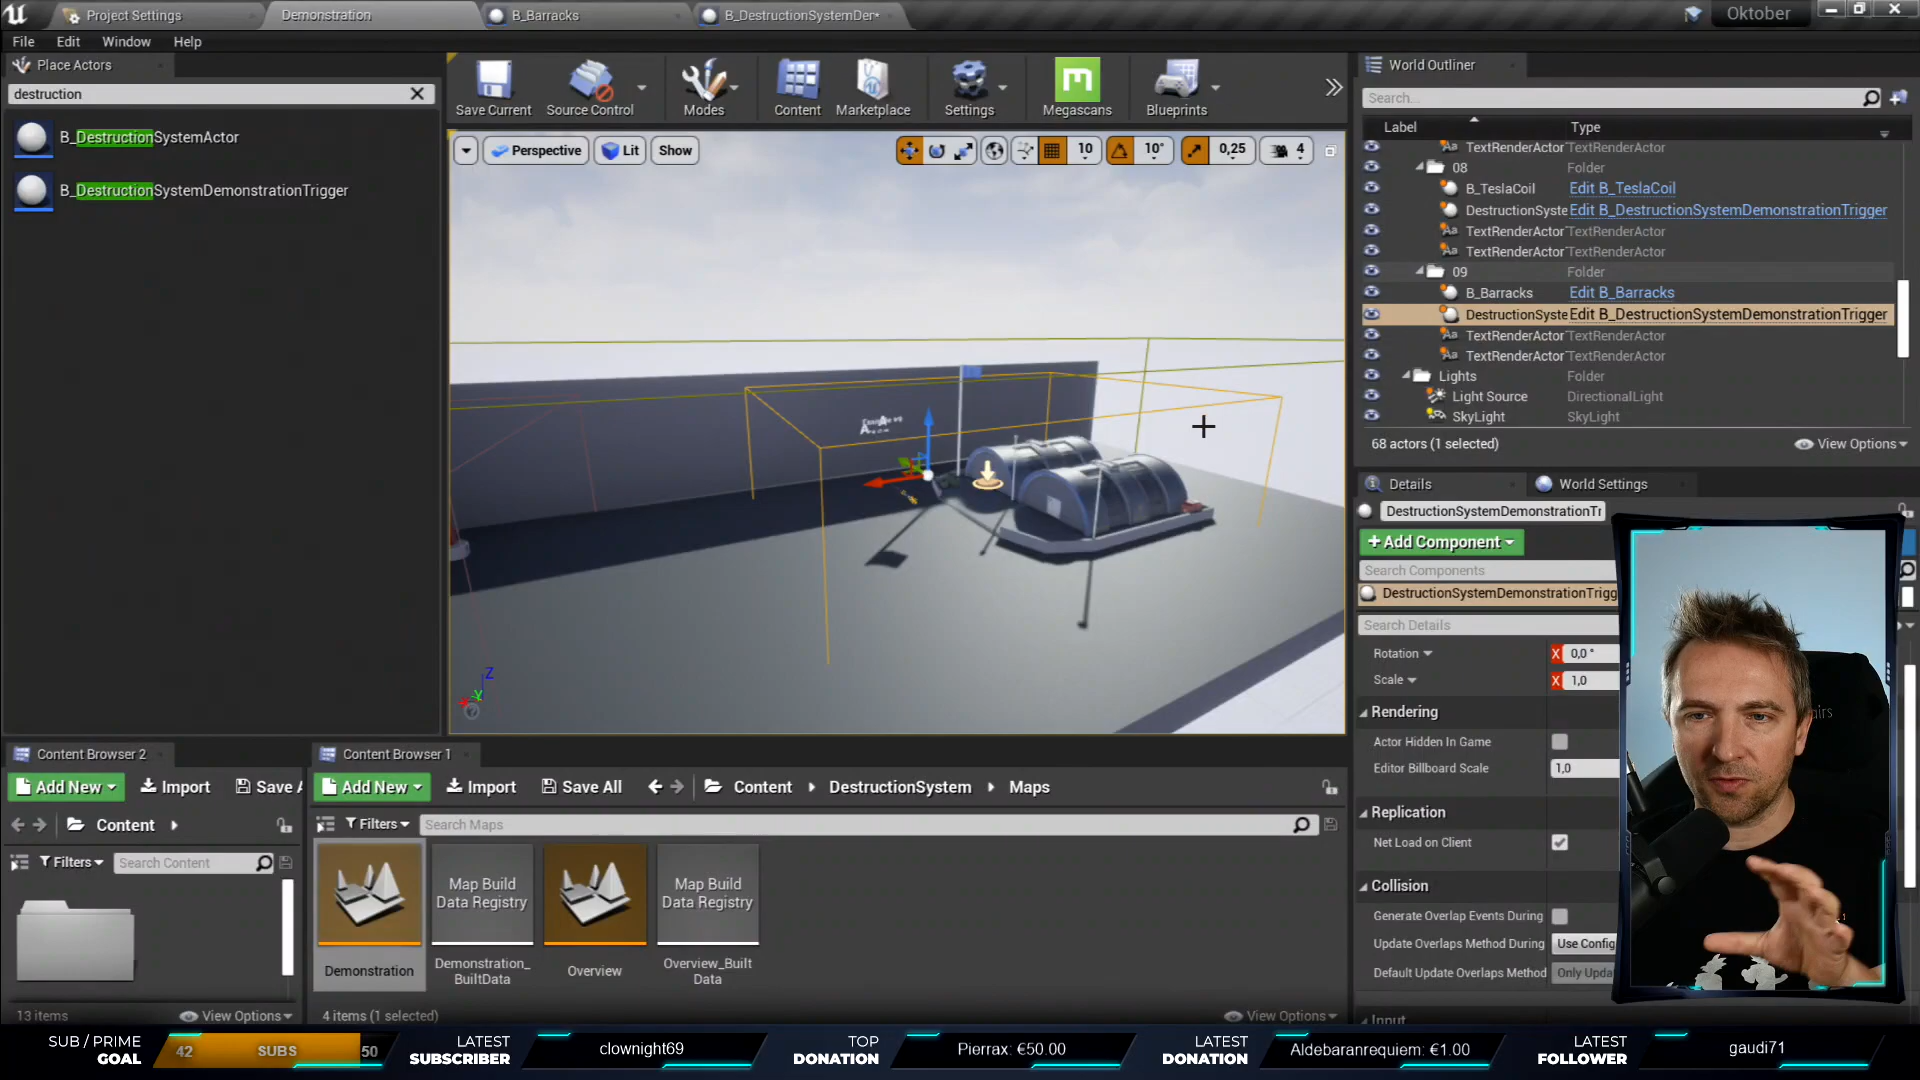 Project Settings
Demonstration
B_Barracks
B_DestructionSystemDem•
Oktober
File
Edit
Window
Help
Place Actors
destruction
B_DestructionSystemActor
B_DestructionSystemDemonstrationTrigger
Save Current
Source Control
Modes
Content
Marketplace
Settings
Megascans
Blueprints
Perspective
Lit
Show
10
10°
0,25
4
Z
Y
World Outliner
Search...
Label
Type
TextRenderActor
TextRenderActor
08
Folder
B_TeslaCoil
Edit B_TeslaCoil
DestructionSyste
Edit B_DestructionSystemDemonstrationTrigger
TextRenderActor
TextRenderActor
TextRenderActor
TextRenderActor
09
Folder
B_Barracks
Edit B_Barracks
DestructionSyste
Edit B_DestructionSystemDemonstrationTrigger
TextRenderActor
TextRenderActor
TextRenderActor
TextRenderActor
Lights
Folder
Light Source
DirectionalLight
SkyLight
SkyLight
68 actors (1 selected)
View Options
Details
World Settings
DestructionSystemDemonstrationTr
+ Add Component
Search Components
DestructionSystemDemonstrationTrigg
Search Details
Rotation
X
0,0 °
Scale
X
1,0
Rendering
Actor Hidden In Game
Editor Billboard Scale
1,0
Replication
Net Load on Client
Collision
Generate Overlap Events During
Update Overlaps Method During
Use Config
Default Update Overlaps Method
Only Upda
Input
Content Browser 2
Add New
Import
Save A
Content
Filters
Search Content
13 items
View Options
Content Browser 1
Add New
Import
Save All
Content
DestructionSystem
Maps
Filters
Search Maps
Map Build
Data Registry
Map Build
Data Registry
Demonstration
Demonstration_
BuiltData
Overview
Overview_Built
Data
4 items (1 selected)
View Options
SUB / PRIME
GOAL
42
SUBS
50
LATEST
SUBSCRIBER
clownight69
TOP
DONATION
Pierrax: €50.00
LATEST
DONATION
Aldebaranrequiem: €1.00
LATEST
FOLLOWER
gaudi71